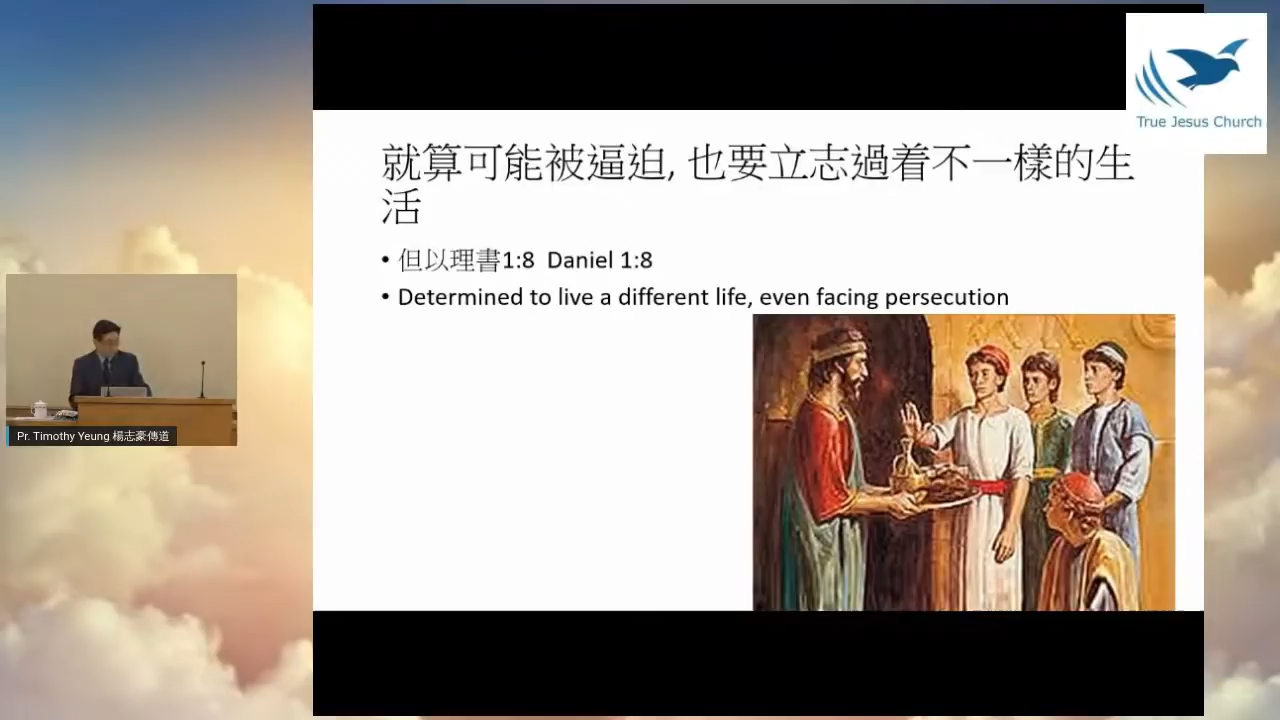 True Jesus Church
就算可能被逼迫, 也要立志過着不一樣的生
活
• 但以理書1:8  Daniel 1:8
• Determined to live a different life, even facing persecution
Pr. Timothy Yeung 楊志豪傳道